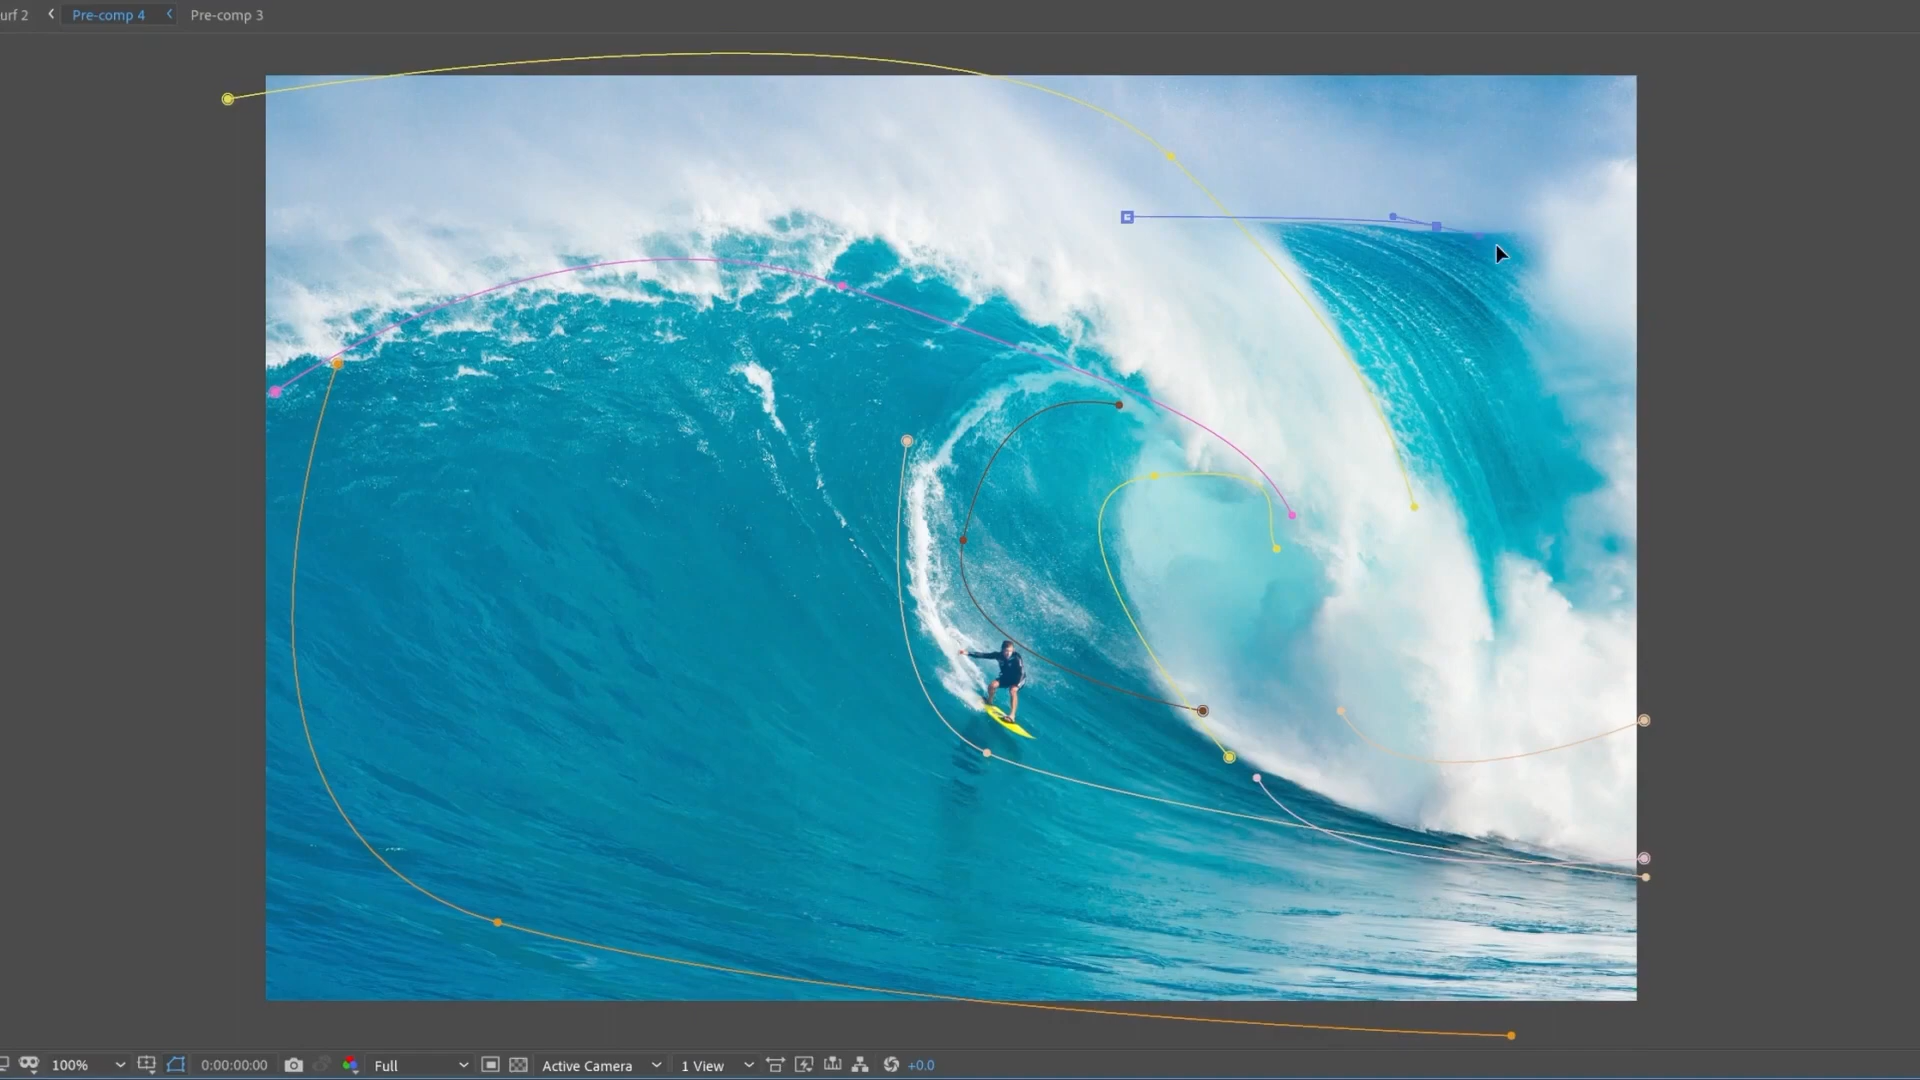 urf 2 Pre-comp 4 Pre-comp 3
100% 0:00:00:00 Full Active Camera 1 View +0.0